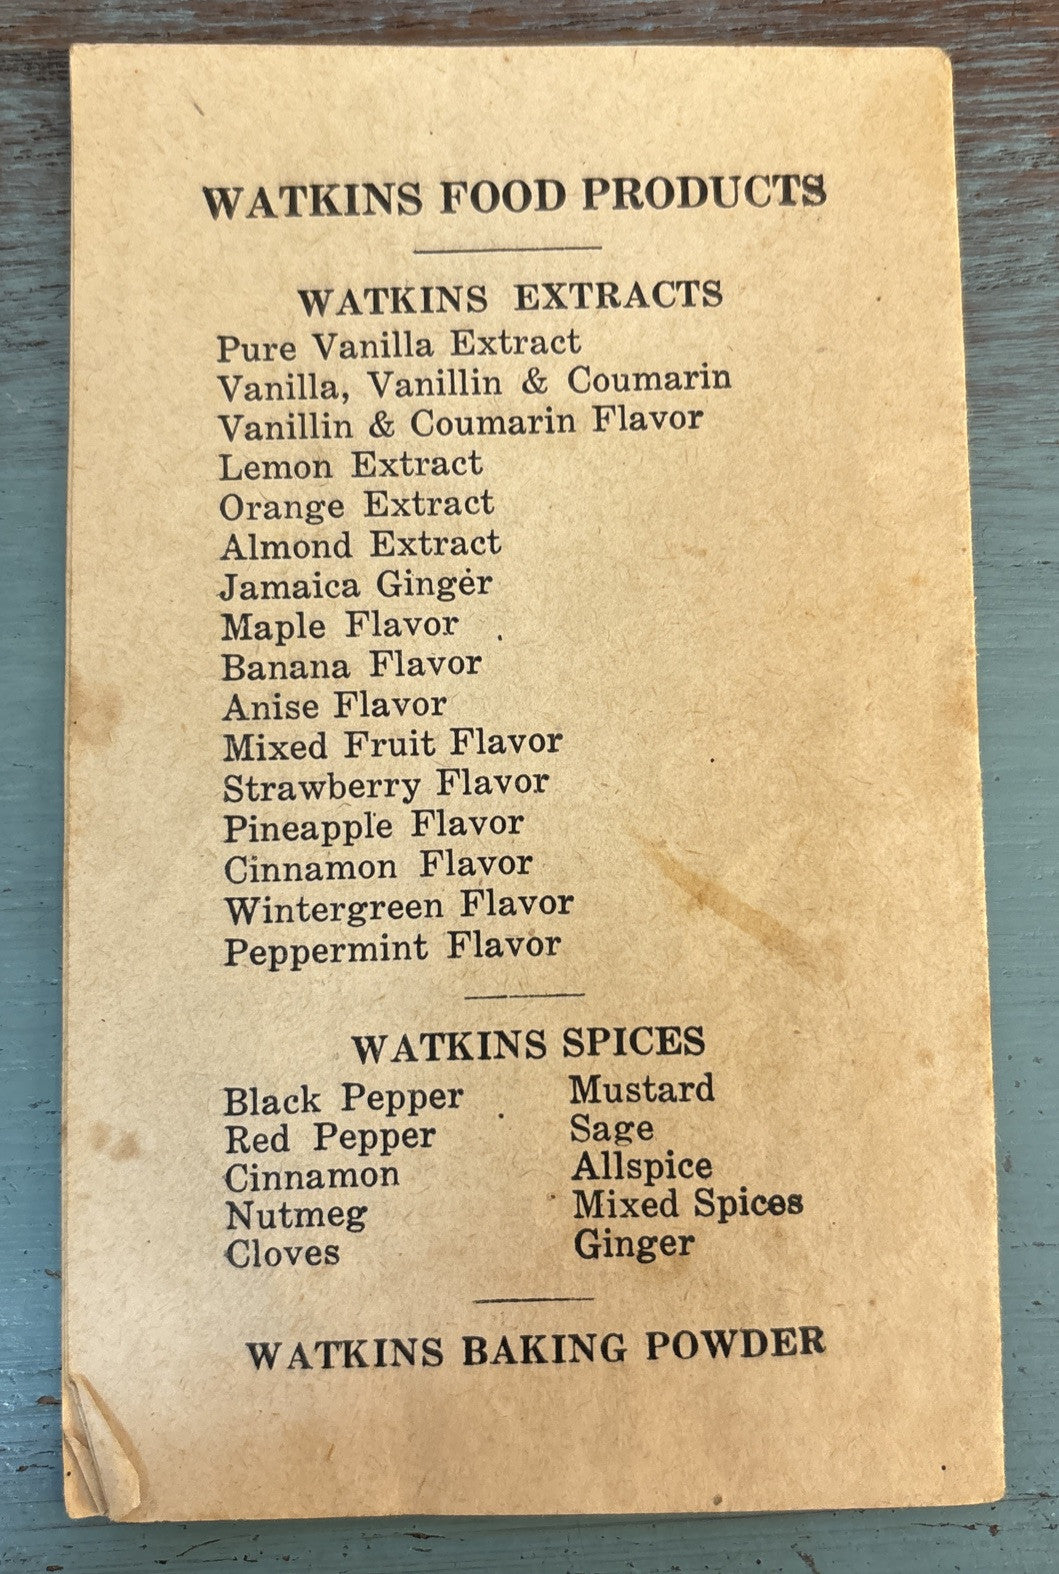 WATKINS FOOD PRODUCTS
WATKINS EXTRACTS
Pure Vanilla Extract
Vanilla, Vanillin & Coumarin
Vanillin & Coumarin Flavor
Lemon Extract
Orange Extract
Almond Extract
Jamaica Ginger
Maple Flavor
Banana Flavor
Anise Flavor
Mixed Fruit Flavor
Strawberry Flavor
Pineapple Flavor
Cinnamon Flavor
Wintergreen Flavor
Peppermint Flavor
WATKINS SPICES
Black Pepper
Red Pepper
Cinnamon
Nutmeg
Cloves
Mustard
Sage
Allspice
Mixed Spices
Ginger
WATKINS BAKING POWDER